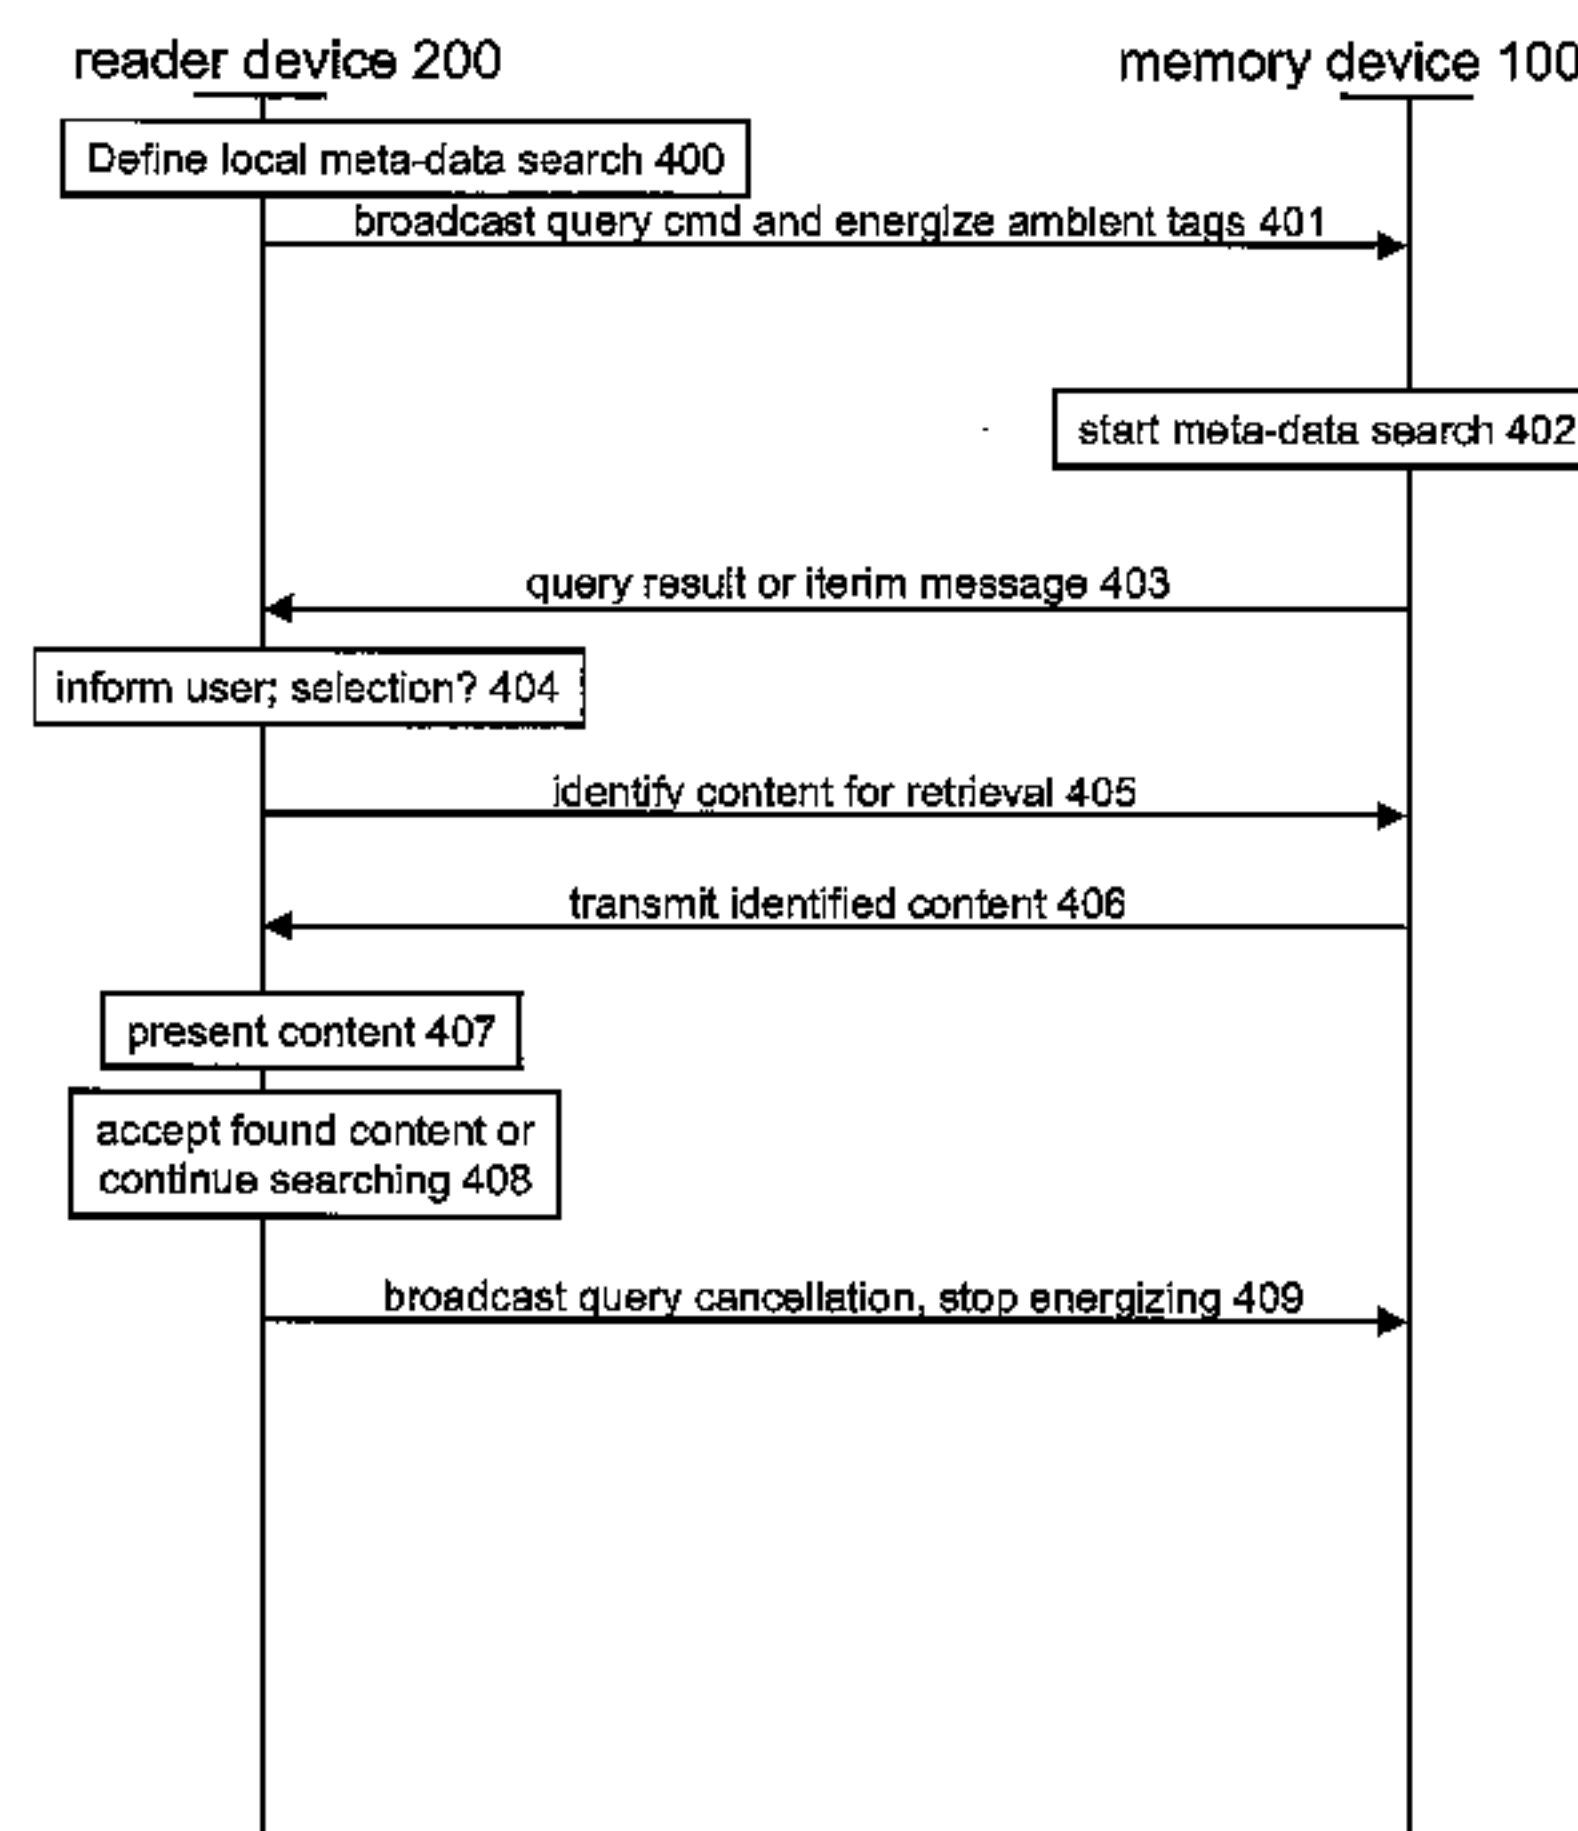 reader device 200
memory device 100
Define local meta-data search 400
broadcast query cmd and energize ambient tags 401
start meta-data search 402
query result or iterim message 403
inform user; selection? 404
identify content for retrieval 405
transmit identified content 406
present content 407
accept found content or
continue searching 408
broadcast query cancellation, stop energizing 409